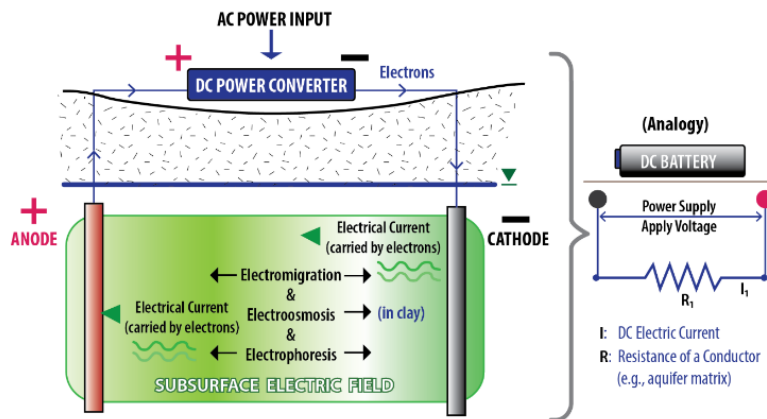 AC POWER INPUT
+
−
DC POWER CONVERTER
Electrons
+
ANODE
−
CATHODE
Electrical Current
(carried by electrons)
Electromigration
&
Electrical Current
(carried by electrons)
Electroosmosis
(in clay)
&
Electrophoresis
SUBSURFACE ELECTRIC FIELD
(Analogy)
DC BATTERY
Power Supply
Apply Voltage
R1
I1
I: DC Electric Current
R: Resistance of a Conductor
(e.g., aquifer matrix)